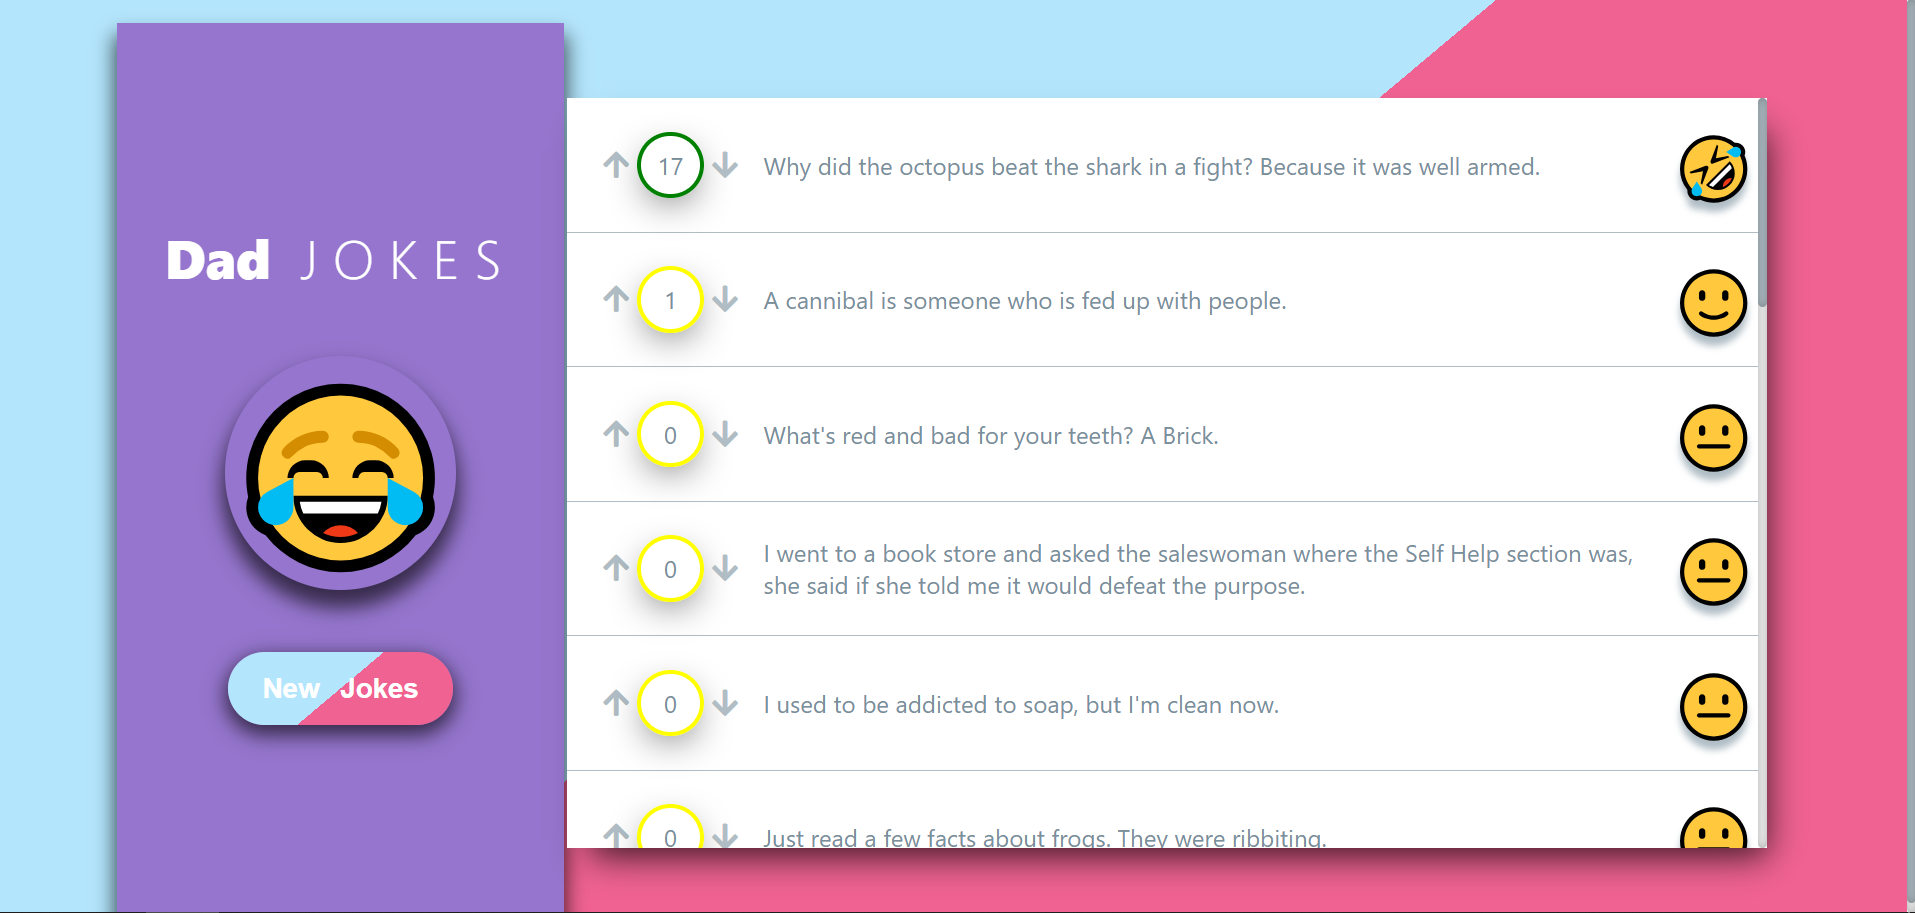 Dad JOKES
New Jokes
17
Why did the octopus beat the shark in a fight? Because it was well armed.
1
A cannibal is someone who is fed up with people.
0
What's red and bad for your teeth? A Brick.
0
I went to a book store and asked the saleswoman where the Self Help section was,
she said if she told me it would defeat the purpose.
0
I used to be addicted to soap, but I'm clean now.
0
Just read a few facts about frogs. They were ribbiting.